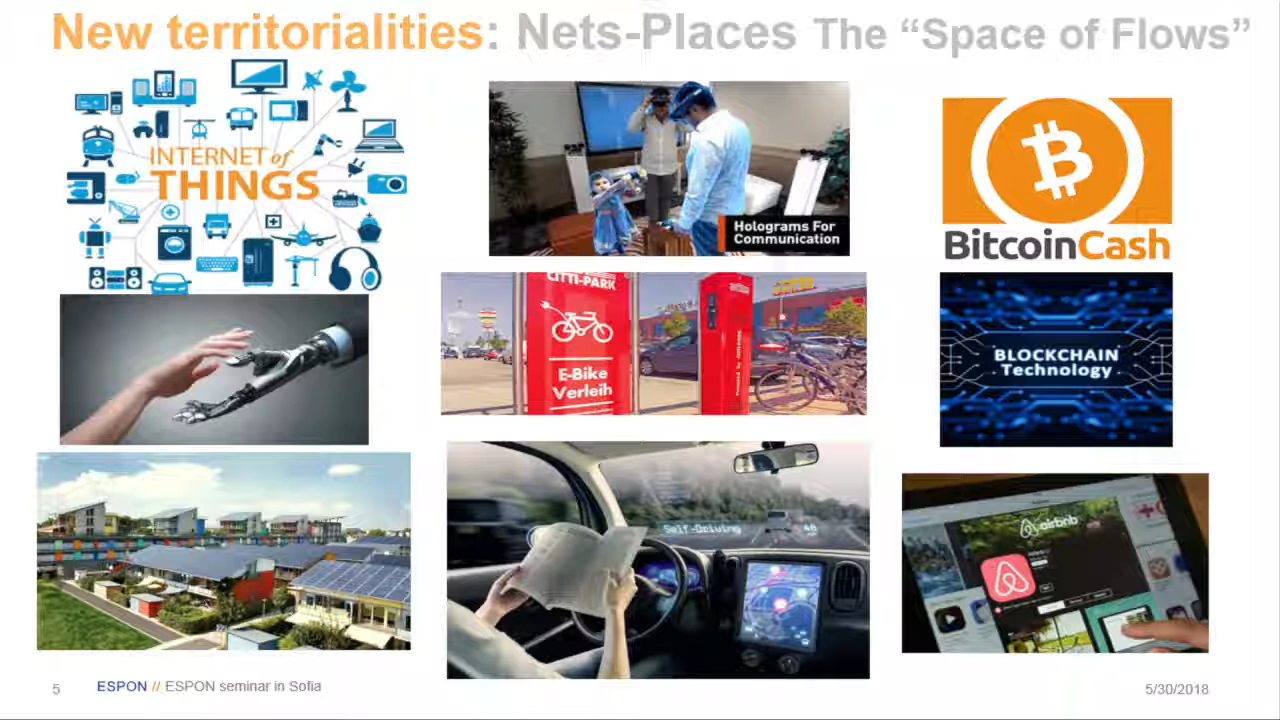 New territorialities: Nets-Places The “Space of Flows”
INTERNET of
THINGS
Holograms For
Communication
BitcoinCash
CITTI-PARK
E-Bike
Verleih
BLOCKCHAIN
Technology
Self-Driving
airbnb
5
ESPON // ESPON seminar in Sofia
5/30/2018